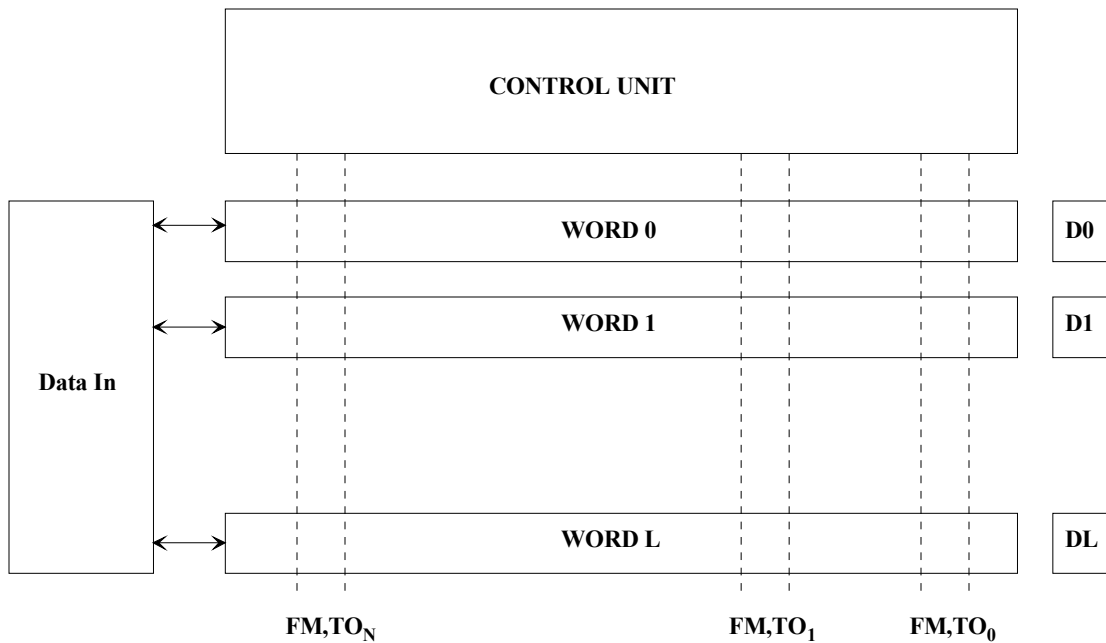 CONTROL UNIT
WORD 0
D0
WORD 1
D1
Data In
WORD L
DL
FM,TO_N
FM,TO_1
FM,TO_0